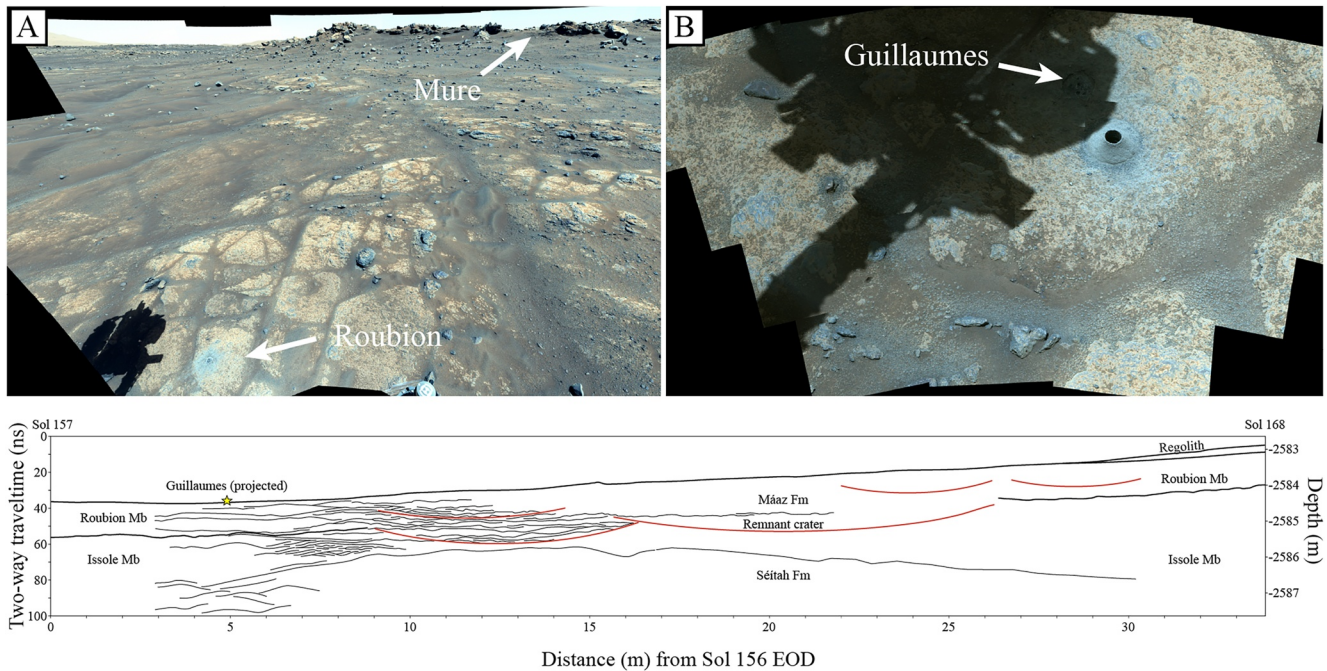 A
Mure
Roubion
B
Guillaumes
Sol 157
Sol 168
Two-way traveltime (ns)
0
20
40
60
80
100
Guillaumes (projected)
Regolith
Roubion Mb
Máaz Fm
Roubion Mb
Remnant crater
Issole Mb
Issole Mb
Séítah Fm
-2583
-2584
-2585
-2586
-2587
Depth (m)
0
5
10
15
20
25
30
Distance (m) from Sol 156 EOD